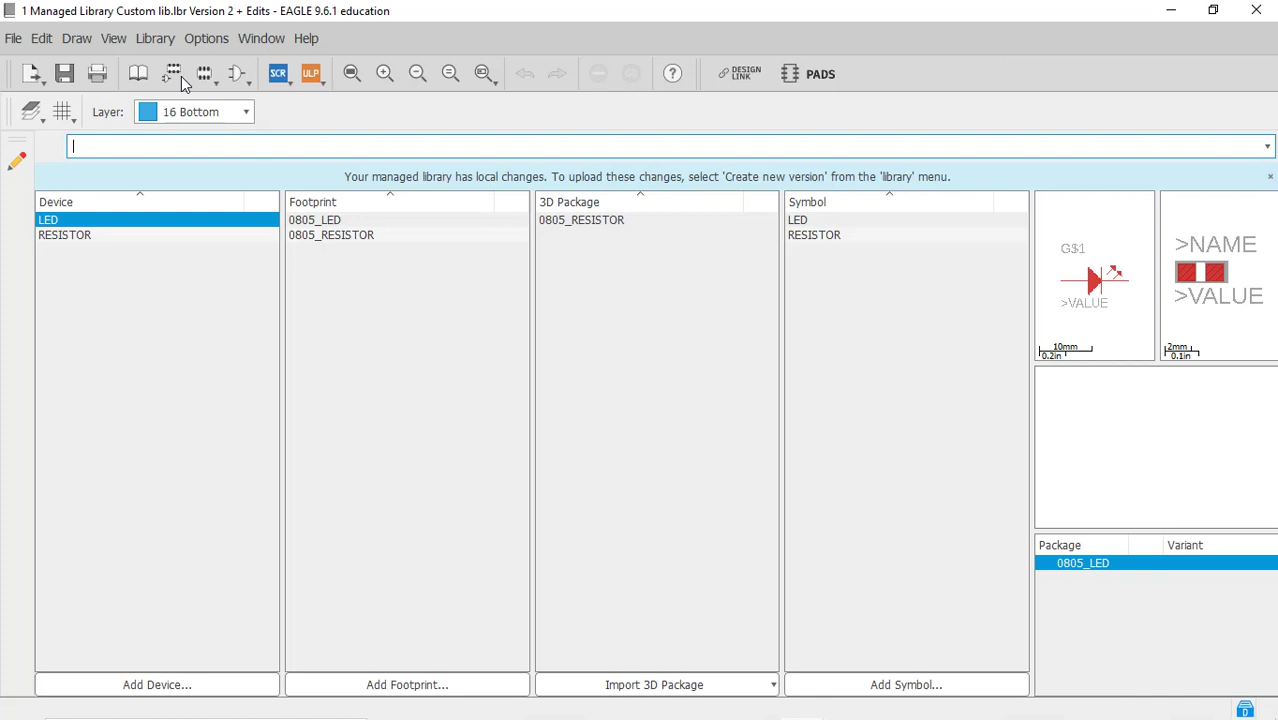 1 Managed Library Custom lib.lbr Version 2 + Edits - EAGLE 9.6.1 education
File Edit Draw View Library Options Window Help
SCR ULP DESIGN LINK PADS
Layer: 16 Bottom
Your managed library has local changes. To upload these changes, select 'Create new version' from the 'library' menu.
Device Footprint 3D Package Symbol
LED 0805_LED 0805_RESISTOR LED
RESISTOR 0805_RESISTOR RESISTOR
G$1
>VALUE
10mm
0.2in
>NAME
>VALUE
2mm
0.1in
Package Variant
0805_LED
Add Device... Add Footprint... Import 3D Package Add Symbol...
D